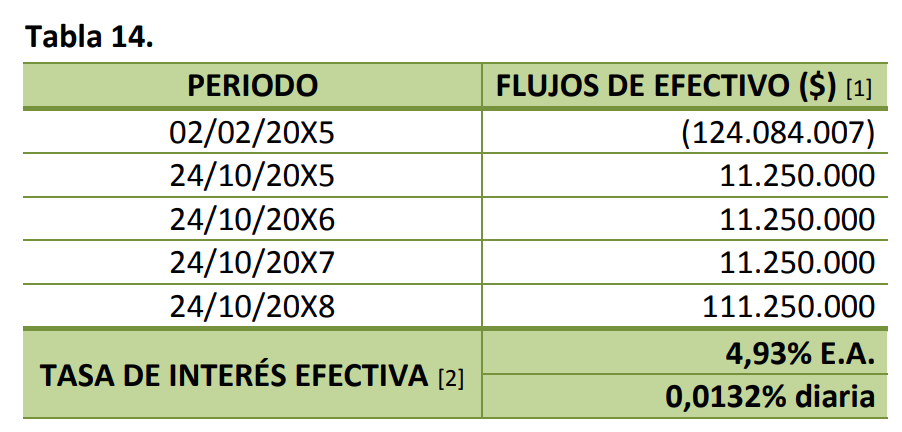 Tabla 14.
PERIODO FLUJOS DE EFECTIVO ($) [1]
02/02/20X5 (124.084.007)
24/10/20X5 11.250.000
24/10/20X6 11.250.000
24/10/20X7 11.250.000
24/10/20X8 111.250.000
TASA DE INTERÉS EFECTIVA [2] 4,93% E.A.
0,0132% diaria